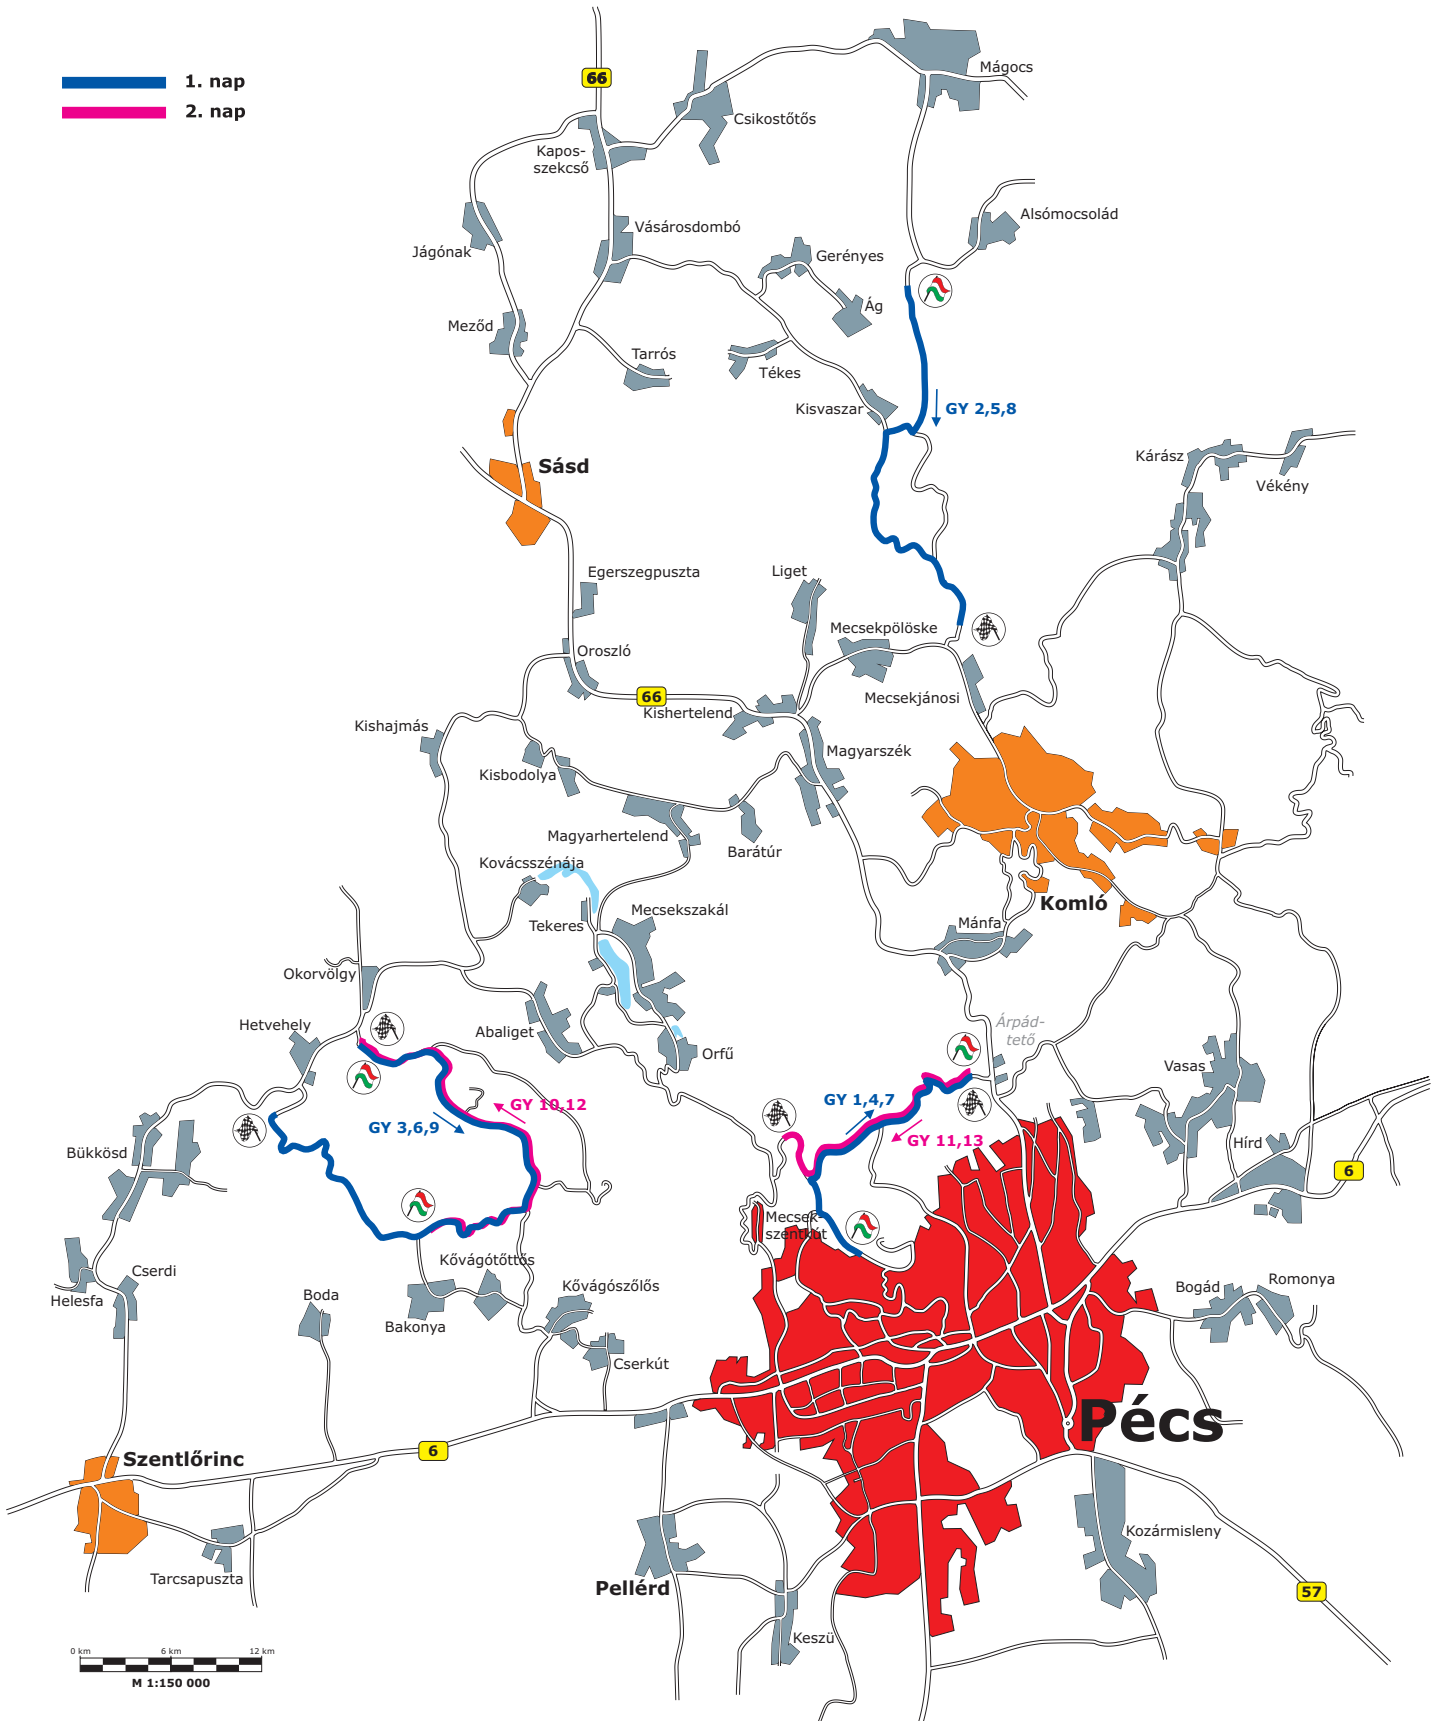 1. nap
2. nap
66
Mágocs
Csikostőtős
Kapos-
szekcső
Alsómocsolád
Vásárosdombó
Jágónak
Gerényes
Ág
Meződ
Tarrós
Tékes
Kisvaszar
GY 2,5,8
Sásd
Kárász
Vékény
Egerszegpuszta
Liget
Mecsekpölöske
Oroszló
66
Kishertelend
Mecsekjánosi
Kishajmás
Magyarszék
Kisbodolya
Magyarhertelend
Barátúr
Kovácsszénája
Komló
Tekeres
Mecsekszakál
Mánfa
Okorvölgy
Hetvehely
Abaliget
Orfű
Árpád-
tető
Vasas
GY 10,12
GY 3,6,9
GY 1,4,7
GY 11,13
Hírd
6
Bükkösd
Mecsek-
szentkút
Kővágótőttős
Cserdi
Helesfa
Boda
Bakonya
Kővágószőlős
Cserkút
Bogád
Romonya
Pécs
Szentlőrinc
6
Kozármisleny
Tarcsapuszta
Pellérd
57
Keszü
0 km 6 km 12 km
M 1:150 000